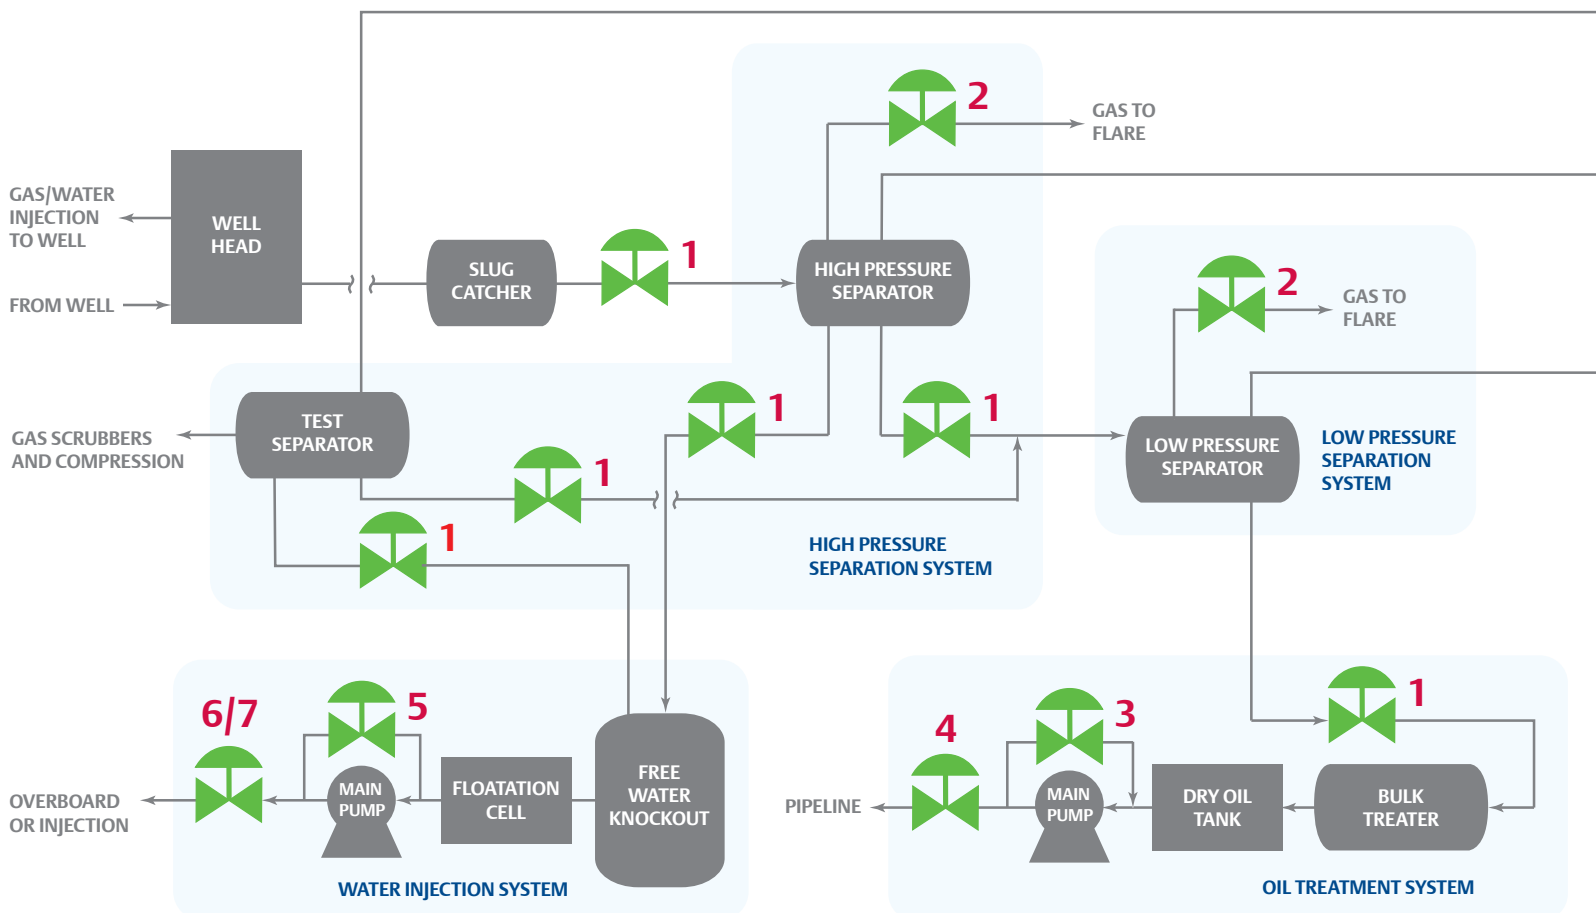 2
GAS TO
FLARE
GAS/WATER
INJECTION
TO WELL
WELL
HEAD
FROM WELL
SLUG
CATCHER
1
HIGH PRESSURE
SEPARATOR
2
GAS TO
FLARE
TEST
SEPARATOR
GAS SCRUBBERS
AND COMPRESSION
1
1
LOW PRESSURE
SEPARATOR
LOW PRESSURE
SEPARATION
SYSTEM
1
1
HIGH PRESSURE
SEPARATION SYSTEM
6/7
5
OVERBOARD
OR INJECTION
MAIN
PUMP
FLOATATION
CELL
FREE
WATER
KNOCKOUT
WATER INJECTION SYSTEM
4
3
1
PIPELINE
MAIN
PUMP
DRY OIL
TANK
BULK
TREATER
OIL TREATMENT SYSTEM